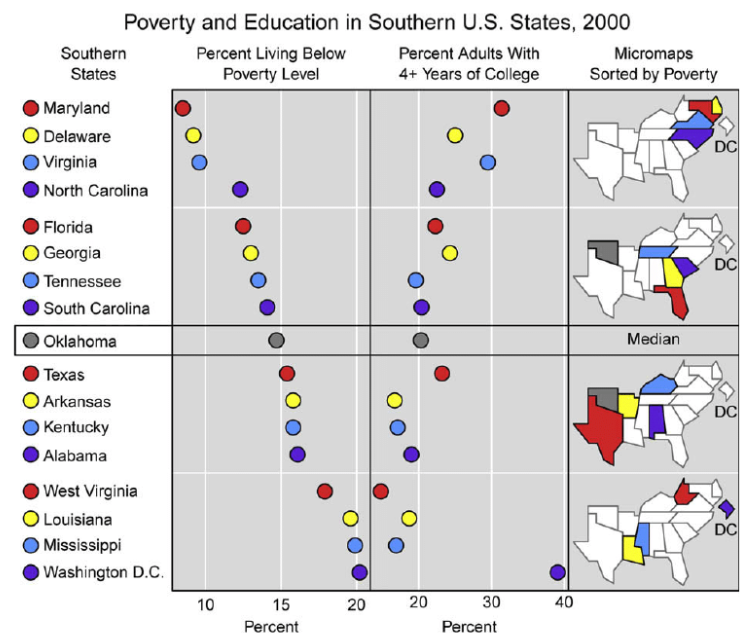 Poverty and Education in Southern U.S. States, 2000
Southern
States
Percent Living Below
Poverty Level
Percent Adults With
4+ Years of College
Micromaps
Sorted by Poverty
Maryland
Delaware
Virginia
North Carolina
DC
Florida
Georgia
Tennessee
South Carolina
DC
Oklahoma
Median
Texas
Arkansas
Kentucky
Alabama
DC
West Virginia
Louisiana
Mississippi
Washington D.C.
DC
10 15 20 20 30 40
Percent Percent